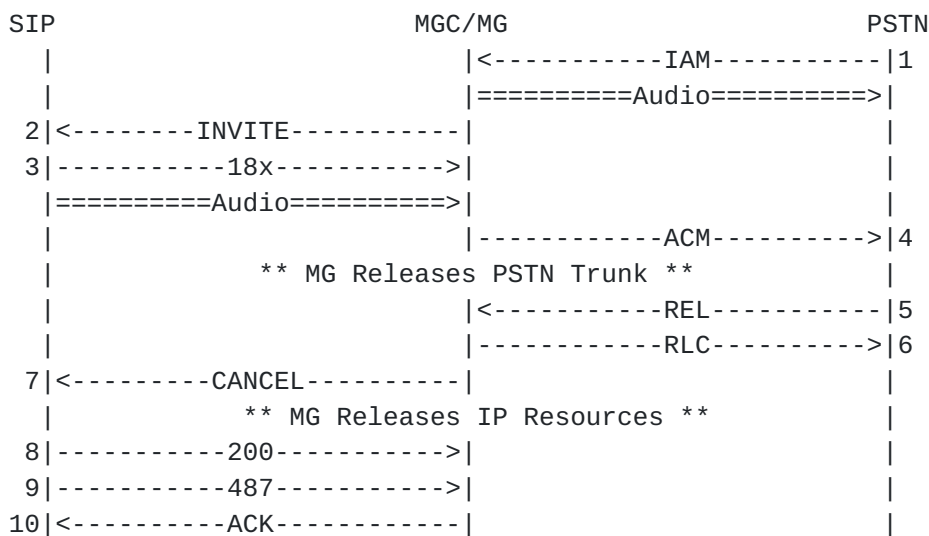 SIP                       MGC/MG                       PSTN
  |                          |<-----------IAM-----------|1
  |                          |==========Audio==========>|
 2|<--------INVITE-----------|                          |
 3|-----------18x----------->|                          |
  |==========Audio==========>|                          |
  |                          |------------ACM---------->|4
  |             ** MG Releases PSTN Trunk **            |
  |                          |<-----------REL-----------|5
  |                          |------------RLC---------->|6
 7|<---------CANCEL----------|                          |
  |            ** MG Releases IP Resources **           |
 8|-----------200----------->|                          |
 9|-----------487----------->|                          |
10|<----------ACK------------|                          |